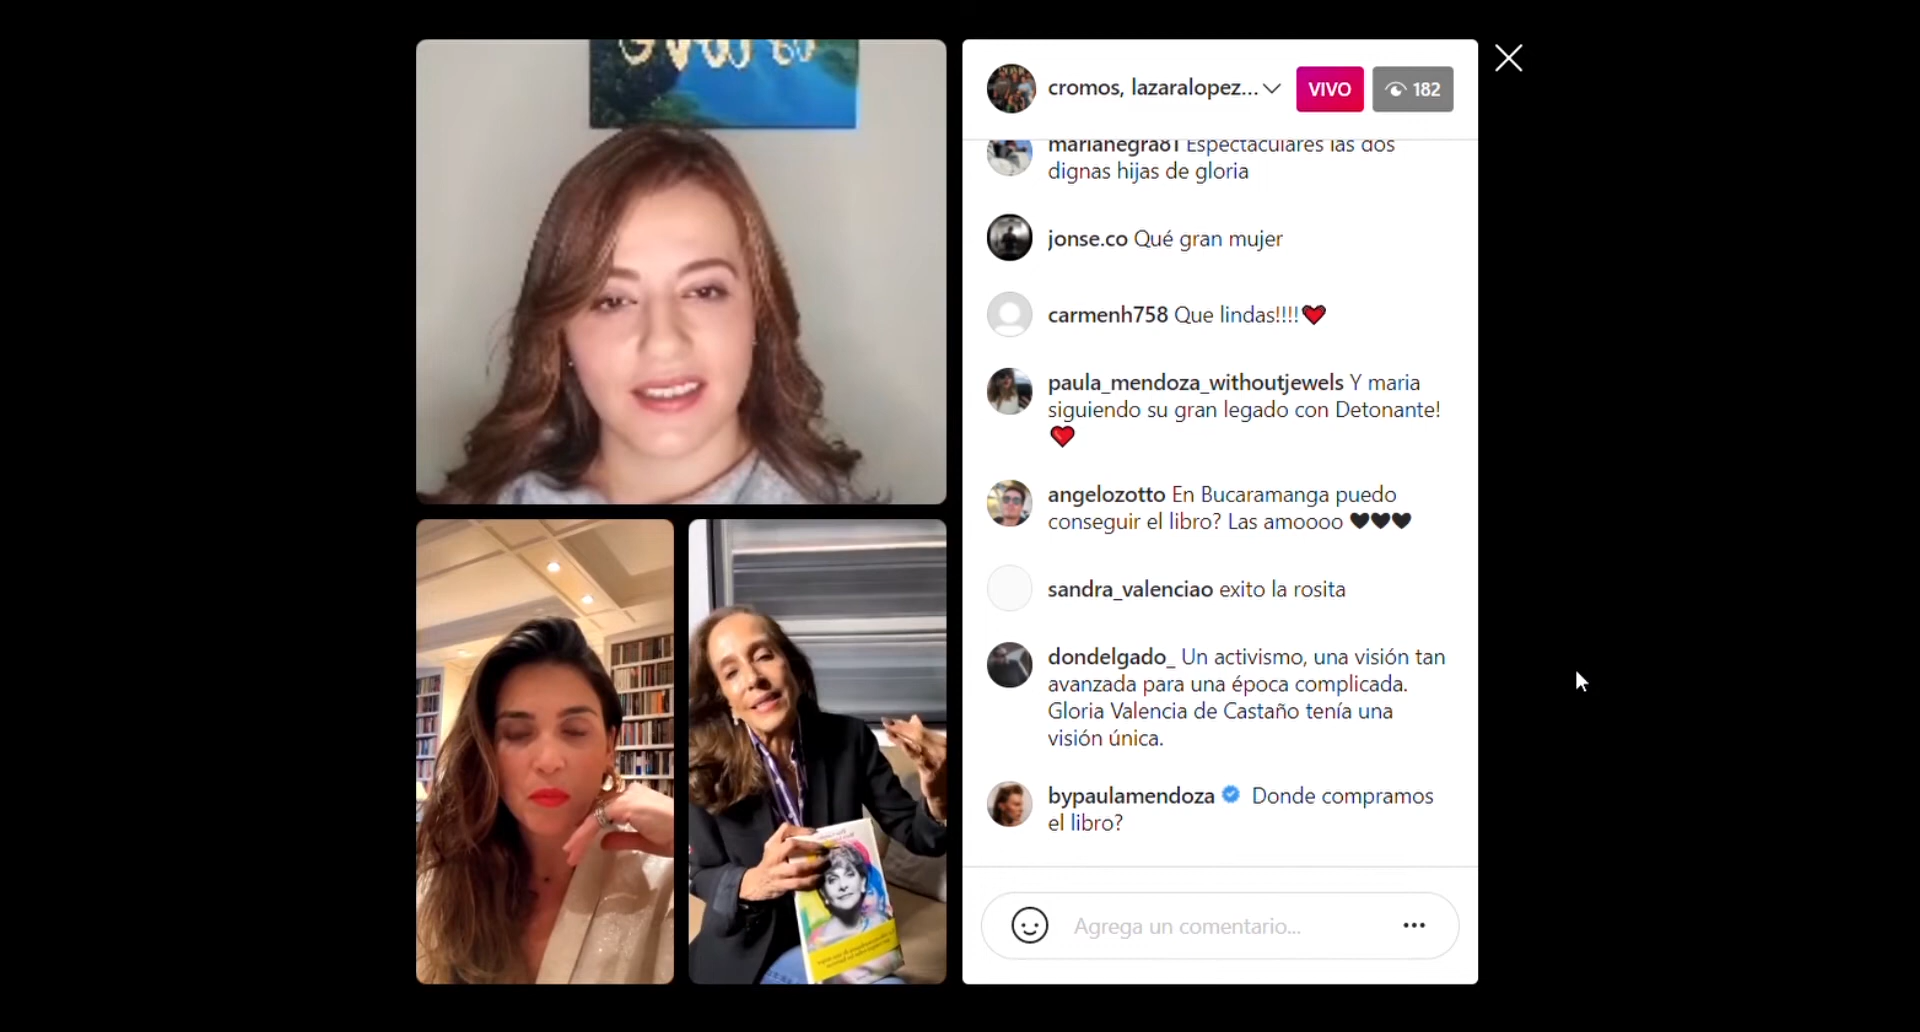 cromos, lazaralopez...
VIVO
182
marianegra81 Espectaculares las dos
dignas hijas de gloria
jonse.co Qué gran mujer
carmenh758 Que lindas!!!!❤
paula_mendoza_withoutjewels Y maria
siguiendo su gran legado con Detonante!
❤
angelozotto En Bucaramanga puedo
conseguir el libro? Las amoooo 🖤🖤🖤
sandra_valenciao exito la rosita
dondelgado_ Un activismo, una visión tan
avanzada para una época complicada.
Gloria Valencia de Castaño tenía una
visión única.
bypaulamendoza Donde compramos
el libro?
Agrega un comentario...